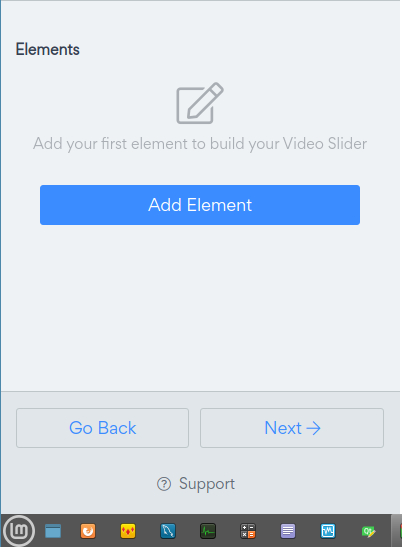 Elements
Add your first element to build your Video Slider
Add Element
Go Back
Next
Support